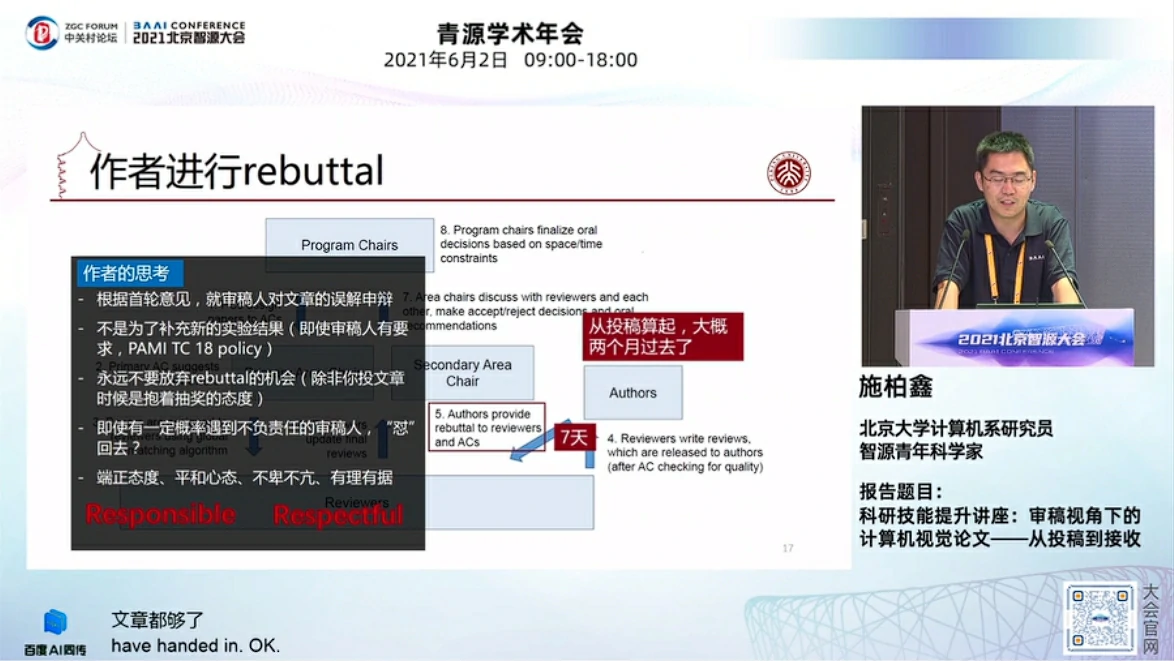 ZGC FORUM
中关村论坛
BAAI CONFERENCE
2021北京智源大会
青源学术年会
2021年6月2日 09:00-18:00
作者进行rebuttal
Program Chairs
8. Program chairs finalize oral
decisions based on space/time
constraints
作者的思考
- 根据首轮意见，就审稿人对文章的误解申辩
- 不是为了补充新的实验结果（即使审稿人有要
求，PAMI TC 18 policy）
- 永远不要放弃rebuttal的机会（除非你投文章
时候是抱着抽奖的态度）
- 即使有一定概率遇到不负责任的审稿人，“怼”
回去？
- 端正态度、平和心态、不卑不亢、有理有据
Responsible Respectful
7. Area chairs discuss with reviewers and each
other, make accept/reject decisions and oral
recommendations
从投稿算起，大概
两个月过去了
Secondary Area
Chair
Authors
5. Authors provide
rebuttal to reviewers
and ACs
7天
4. Reviewers write reviews,
which are released to authors
(after AC checking for quality)
update final
reviews
Reviewers
17
BAAI
2021北京智源大会
BAAI CONFERENCE
施柏鑫
北京大学计算机系研究员
智源青年科学家
报告题目：
科研技能提升讲座：审稿视角下的
计算机视觉论文——从投稿到接收
百度AI同传
文章都够了
have handed in. OK.
大会官网